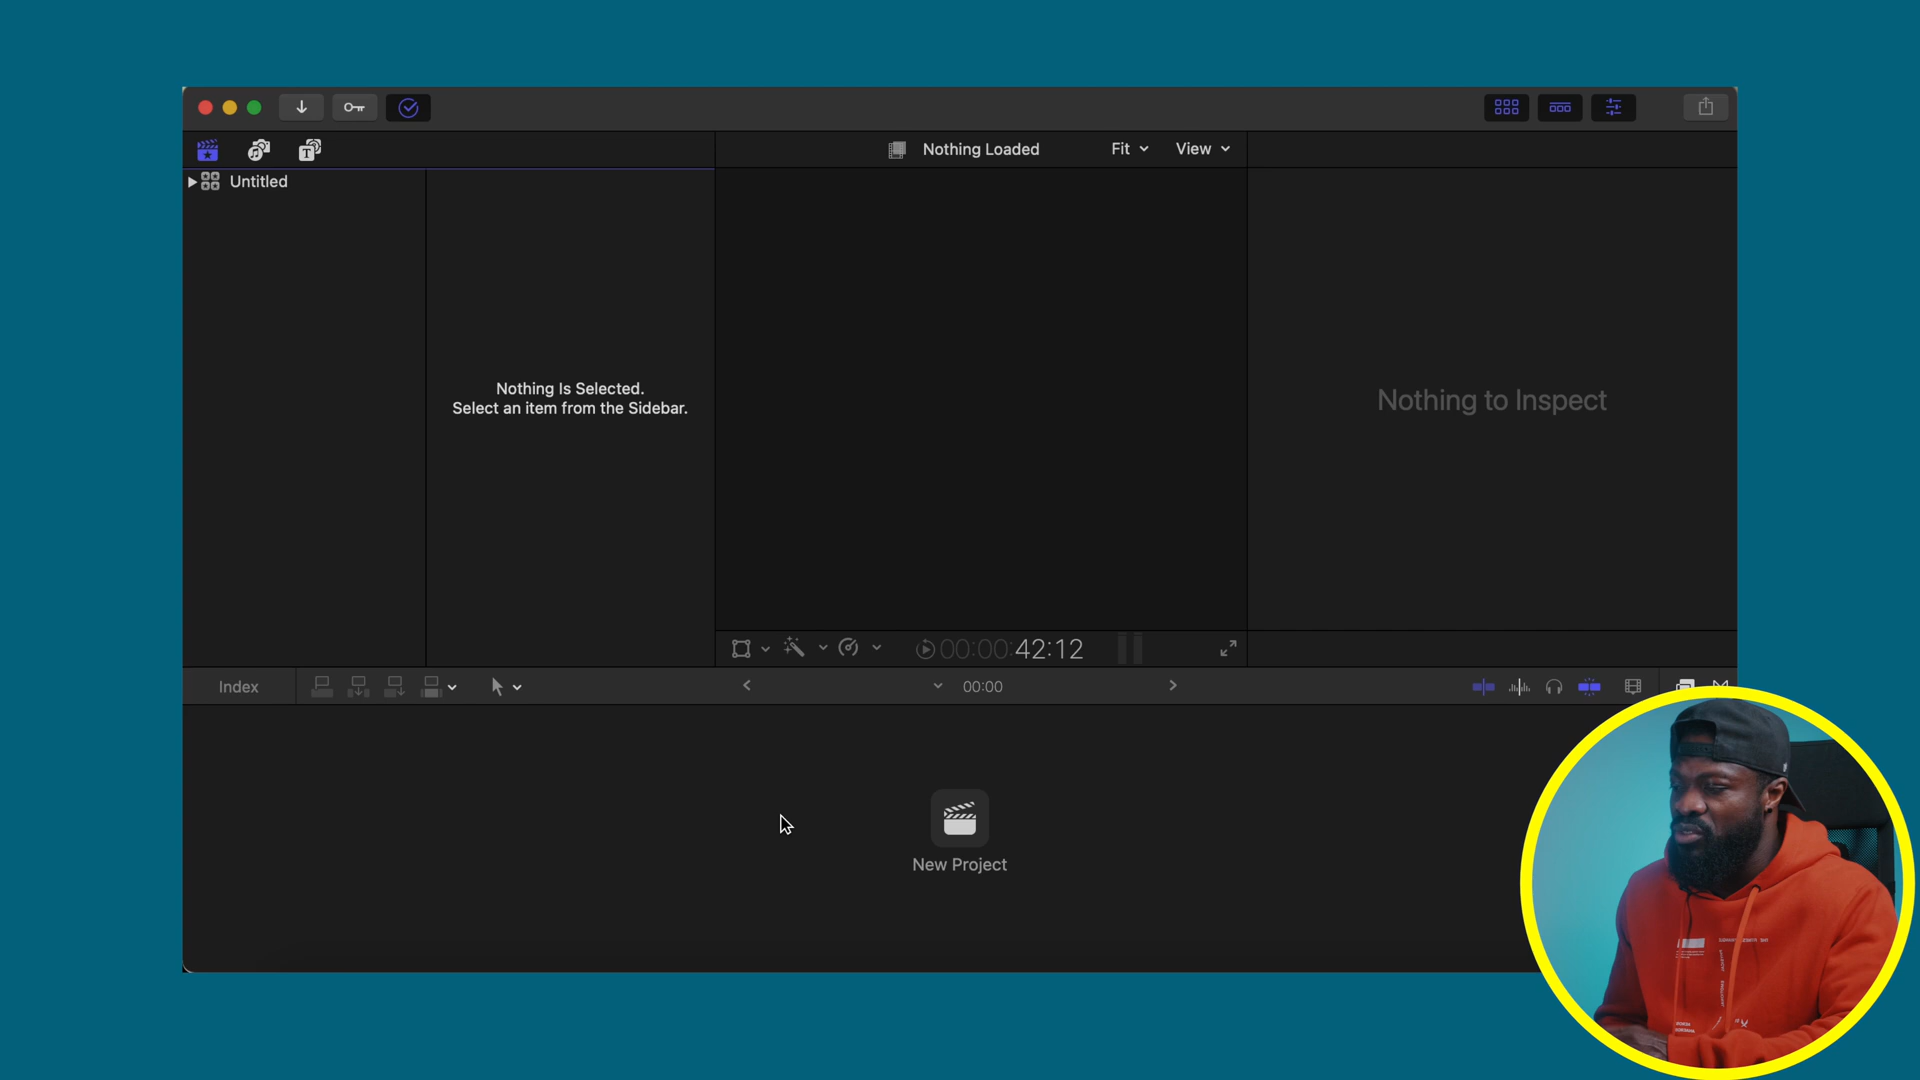 Nothing Loaded
Fit
View
Untitled
Nothing Is Selected.
Select an item from the Sidebar.
Nothing to Inspect
00:00:42:12
Index
00:00
New Project